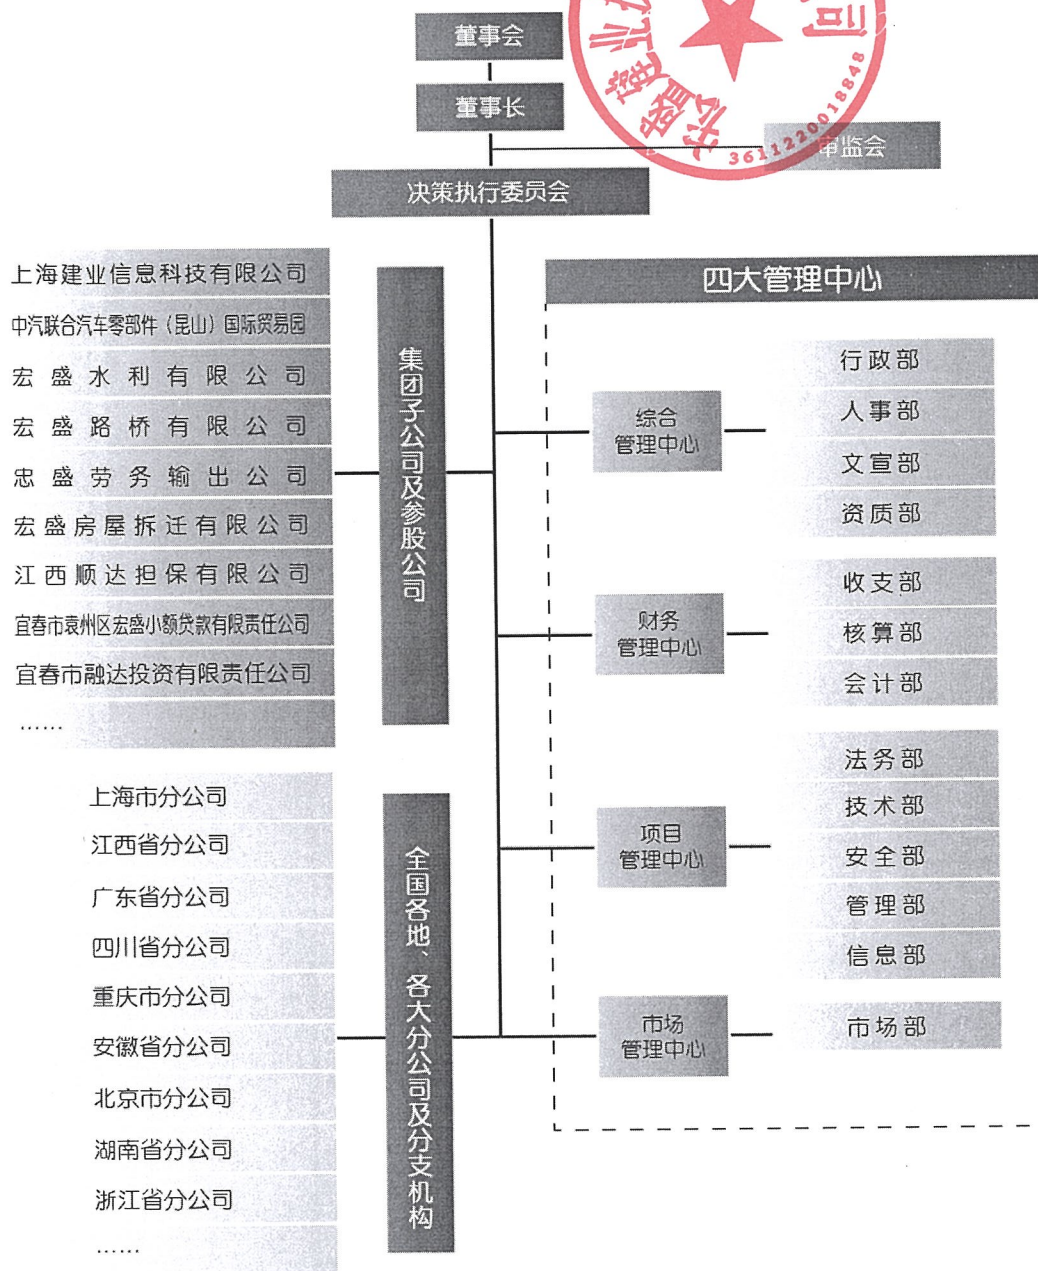 董事会
董事长
审监会
决策执行委员会
3611220018848
上海建业信息科技有限公司
中汽联合汽车零部件（昆山）国际贸易园
宏盛水利有限公司
宏盛路桥有限公司
忠盛劳务输出公司
宏盛房屋拆迁有限公司
江西顺达担保有限公司
宜春市袁州区宏盛小额贷款有限责任公司
宜春市融达投资有限责任公司
……
集团子公司及参股公司
上海市分公司
江西省分公司
广东省分公司
四川省分公司
重庆市分公司
安徽省分公司
北京市分公司
湖南省分公司
浙江省分公司
……
全国各地、各大分公司及分支机构
四大管理中心
综合
管理中心
行政部
人事部
文宣部
资质部
财务
管理中心
收支部
核算部
会计部
项目
管理中心
法务部
技术部
安全部
管理部
信息部
市场
管理中心
市场部